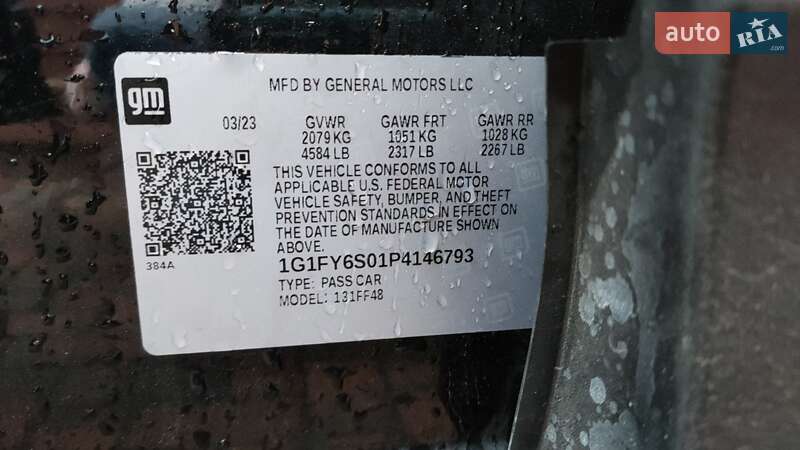 auto RIA .com
gm
MFD BY GENERAL MOTORS LLC
03/23 GVWR GAWR FRT GAWR RR
2079 KG 1051 KG 1028 KG
4584 LB 2317 LB 2267 LB
THIS VEHICLE CONFORMS TO ALL
APPLICABLE U.S. FEDERAL MOTOR
VEHICLE SAFETY, BUMPER, AND THEFT
PREVENTION STANDARDS IN EFFECT ON
THE DATE OF MANUFACTURE SHOWN
ABOVE.
384A
1G1FY6S01P4146793
TYPE: PASS CAR
MODEL: 131FF48